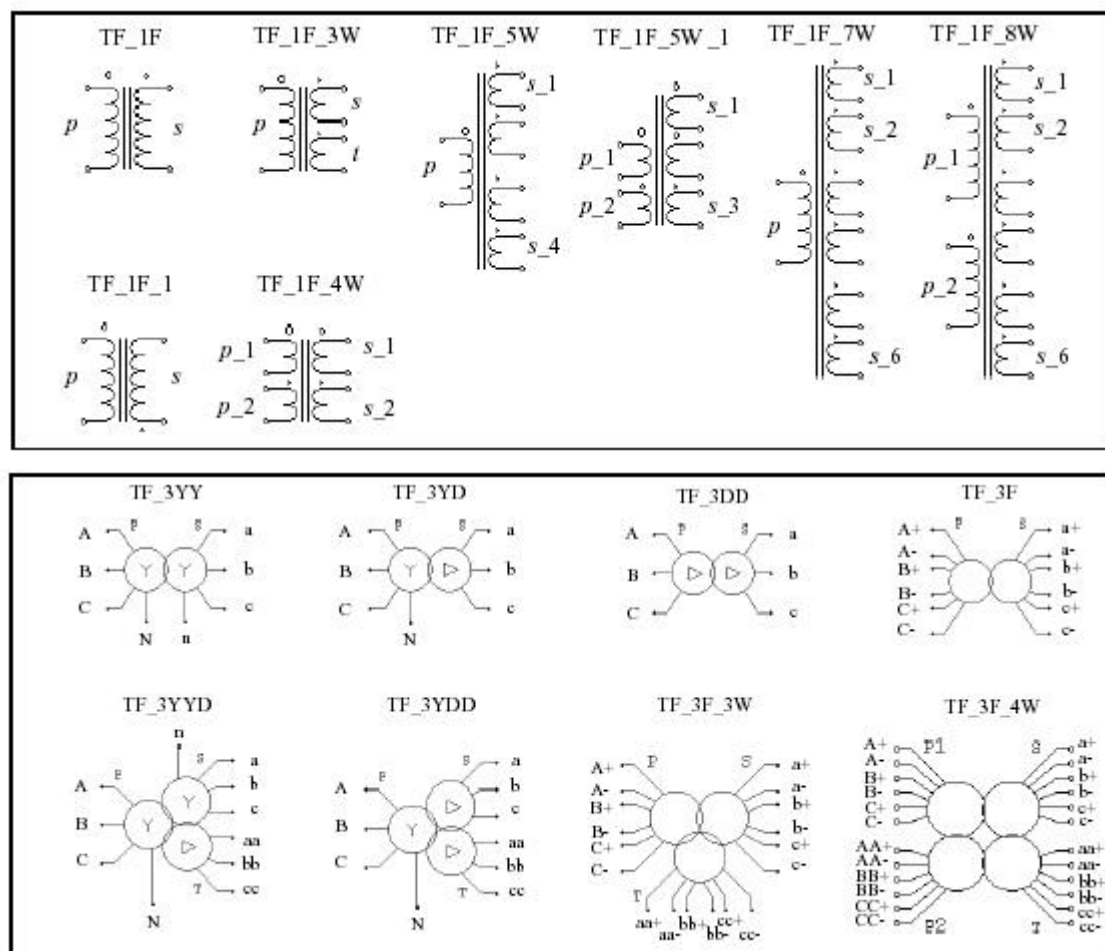 TF_1F TF_1F_3W TF_1F_5W TF_1F_5W _1 TF_1F_7W TF_1F_8W
p s
p s t
p s_1 s_4
p_1 p_2 s_1 s_3
p s_1 s_2 s_6
p_1 p_2 s_1 s_2 s_6
TF_1F_1 TF_1F_4W
p s
p_1 p_2 s_1 s_2
TF_3YY TF_3YD TF_3DD TF_3F
A B C P S a b c N n
A B C P S a b c N
A B C P S a b c
A+ A- B+ B- C+ C- P S a+ a- b+ b- c+ c-
TF_3YYD TF_3YDD TF_3F_3W TF_3F_4W
n A B C P S a b c aa bb cc T N
A B C P S a b c aa bb cc T N
A+ A- B+ B- C+ C- P S a+ a- b+ b- c+ c- T aa+ aa- bb+ bb- cc+ cc-
A+ A- B+ B- C+ C- P1 S a+ a- b+ b- c+ c-
AA+ AA- BB+ BB- CC+ CC- P2 T aa+ aa- bb+ bb- cc+ cc-